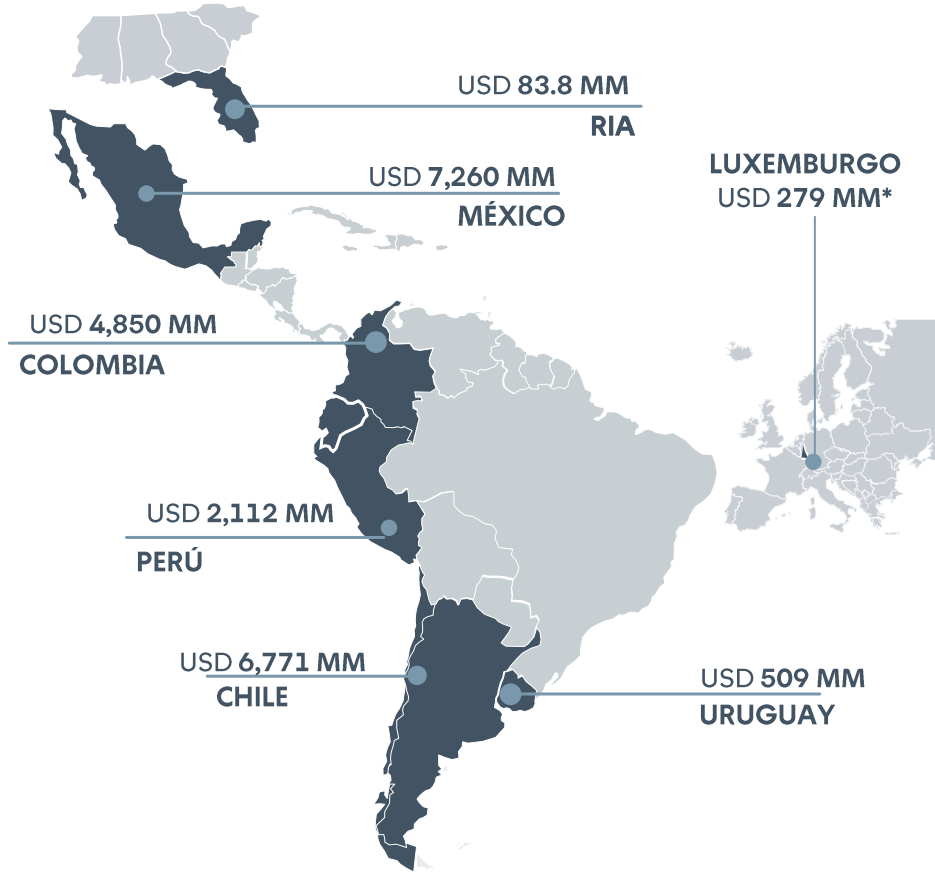 USD 83.8 MM
RIA
USD 7,260 MM
MÉXICO
LUXEMBURGO
USD 279 MM*
USD 4,850 MM
COLOMBIA
USD 2,112 MM
PERÚ
USD 6,771 MM
CHILE
USD 509 MM
URUGUAY